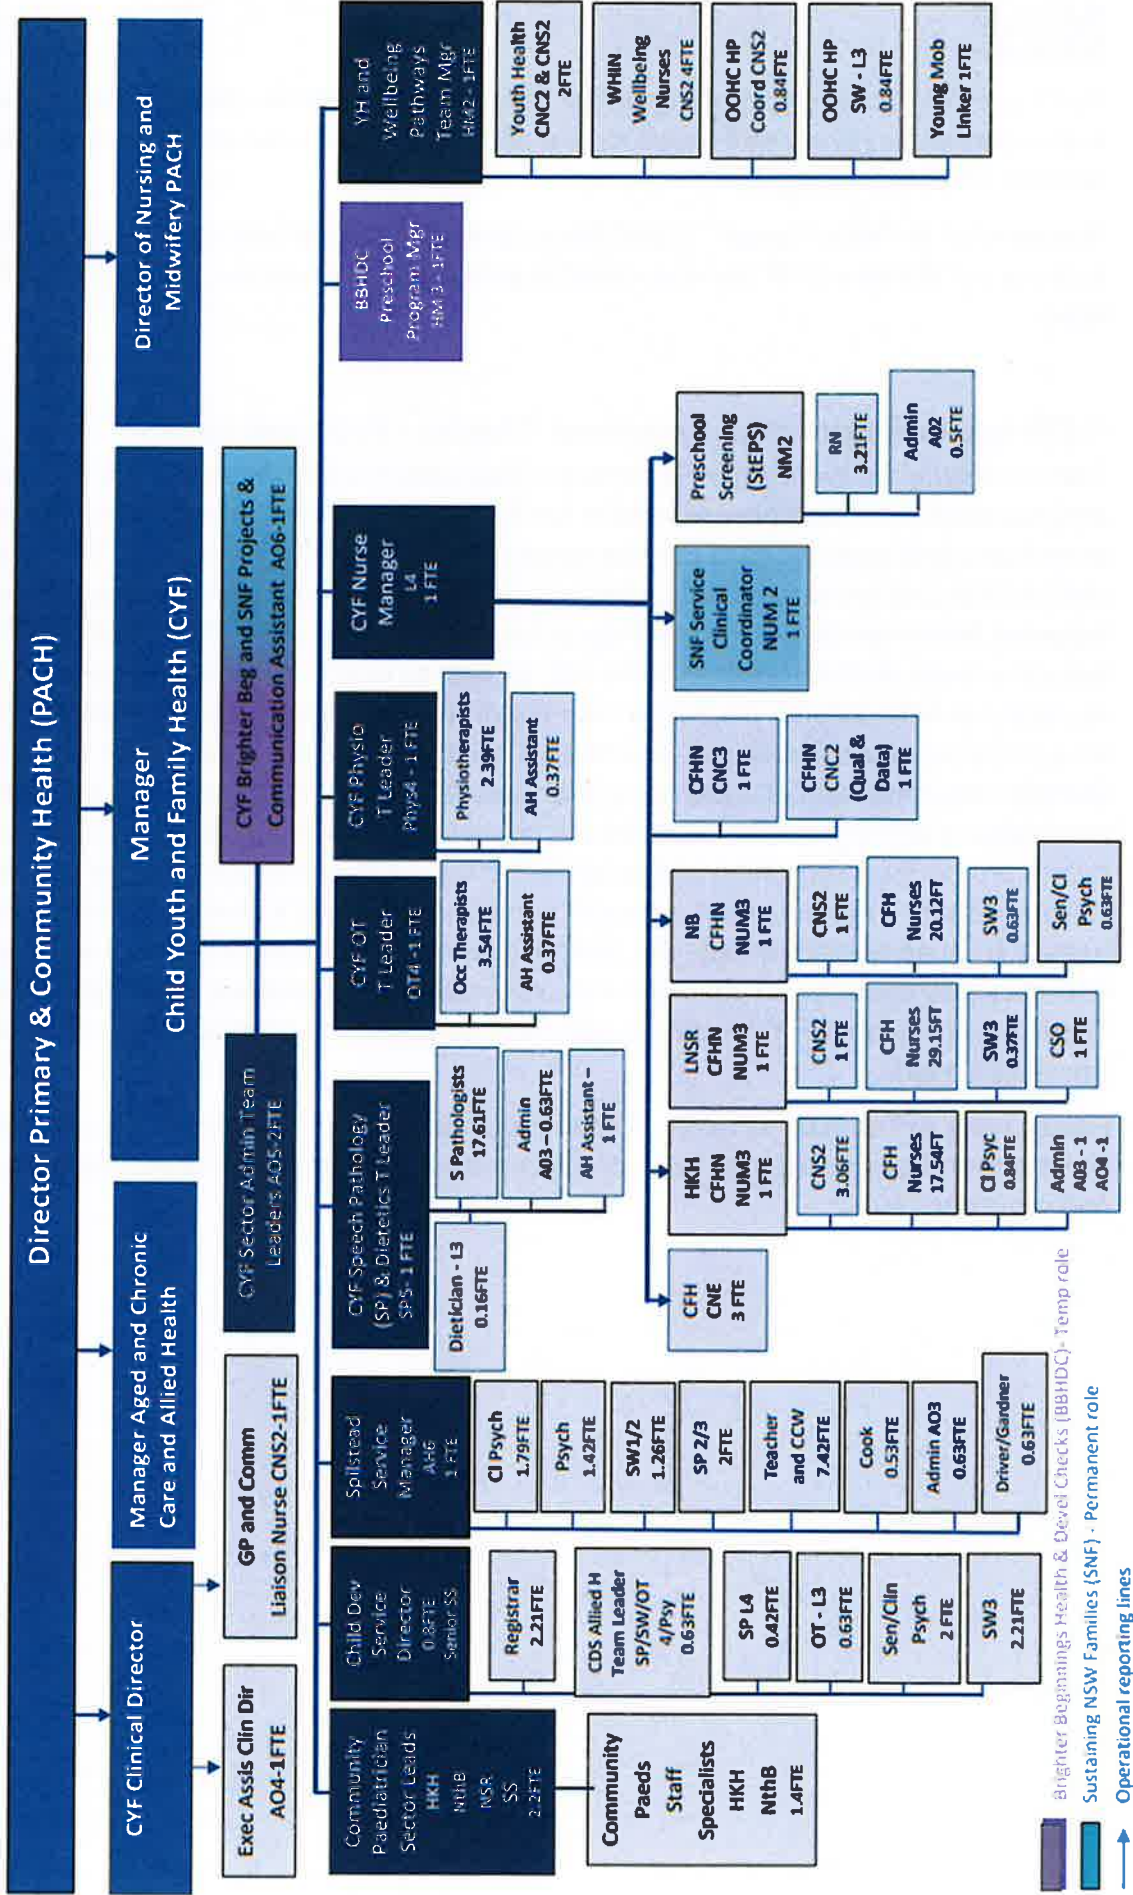 Director Primary & Community Health (PACH)
CYF Clinical Director
Manager Aged and Chronic
Care and Allied Health
Manager
Child Youth and Family Health (CYF)
Director of Nursing and
Midwifery PACH
Exec Assis Clin Dir
AO4-1FTE
GP and Comm
Liaison Nurse CNS2-1FTE
CYF Sector Admin Team
Leaders AO5-2FTE
CYF Brighter Beg and SNF Projects &
Communication Assistant AO6-1FTE
Community
Paediatrician
Sector Leads
HKH
NthB
NSR
SS
2.2FTE
Community
Paeds
Staff
Specialists
HKH
NthB
1.4FTE
Child Dev
Service
Director
0.8FTE
Senior SS
Registrar
2.21FTE
CDS Allied H
Team Leader
SP/SW/OT
4/Psy
0.63FTE
SP L4
0.42FTE
OT - L3
0.63FTE
Sen/Clin
Psych
2 FTE
SW3
2.21FTE
Spilstead
Service
Manager
AH6
1 FTE
Cl Psych
1.79FTE
Psych
1.42FTE
SW1/2
1.26FTE
SP 2/3
2FTE
Teacher
and CCW
7.42FTE
Cook
0.53FTE
Admin AO3
0.63FTE
Driver/Gardner
0.63FTE
CYF Speech Pathology
(SP) & Dietetics T Leader
SP5- 1 FTE
Dietician - L3
0.16FTE
S Pathologists
17.61FTE
Admin
A03 – 0.63FTE
AH Assistant –
1 FTE
CYF OT
T Leader
OT4 - 1 FTE
Occ Therapists
3.54FTE
AH Assistant
0.37FTE
CYF Physio
T Leader
Phys4 - 1 FTE
Physiotherapists
2.39FTE
AH Assistant
0.37FTE
CYF Nurse
Manager
L4
1 FTE
BBHDC
Preschool
Program Mgr
HM 3 - 1FTE
YH and
Wellbeing
Pathways
Team Mgr
HM2 - 1FTE
Youth Health
CNC2 & CNS2
2FTE
WHIN
Wellbeing
Nurses
CNS2 4FTE
OOHC HP
Coord CNS2
0.84FTE
OOHC HP
SW - L3
0.84FTE
Young Mob
Linker 1FTE
CFH
CNE
3 FTE
HKH
CFHN
NUM3
1 FTE
CNS2
3.06FTE
CFH
Nurses
17.54FT
Cl Psyc
0.84FTE
Admin
A03 - 1
AO4 -1
LNSR
CFHN
NUM3
1 FTE
CNS2
1 FTE
CFH
Nurses
29.15FT
SW3
0.37FTE
CSO
1 FTE
NB
CFHN
NUM3
1 FTE
CNS2
1 FTE
CFH
Nurses
20.12FT
SW3
0.63FTE
Sen/Cl
Psych
0.63FTE
CFHN
CNC3
1 FTE
CFHN
CNC2
(Qual &
Data)
1 FTE
SNF Service
Clinical
Coordinator
NUM 2
1 FTE
Preschool
Screening
(StEPS)
NM2
RN
3.21FTE
Admin
A02
0.5FTE
Brighter Beginnings Health & Devel Checks (BBHDC)- Temp role
Sustaining NSW Families (SNF) - Permanent role
Operational reporting lines